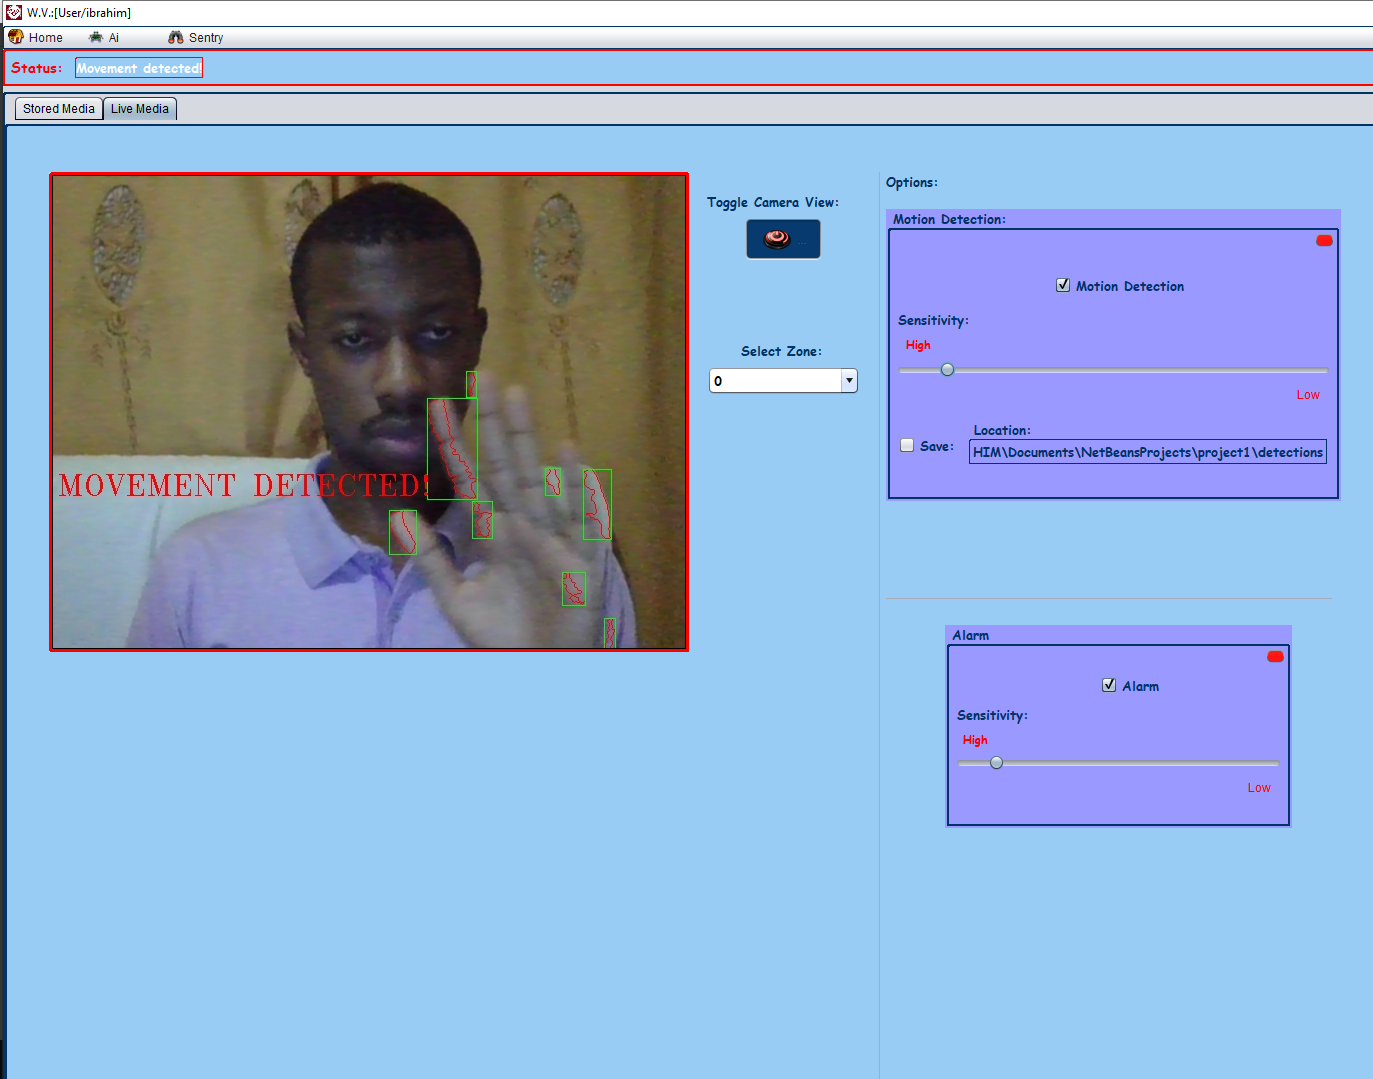 W.V.:[User/ibrahim]
Home Ai Sentry
Status: Movement detected!
Stored Media Live Media
Toggle Camera View:
...
Select Zone:
0
MOVEMENT DETECTED!
Options:
Motion Detection:
Motion Detection
Sensitivity:
High
Low
Save:
Location:
HIM\Documents\NetBeansProjects\project1\detections
Alarm
Alarm
Sensitivity:
High
Low